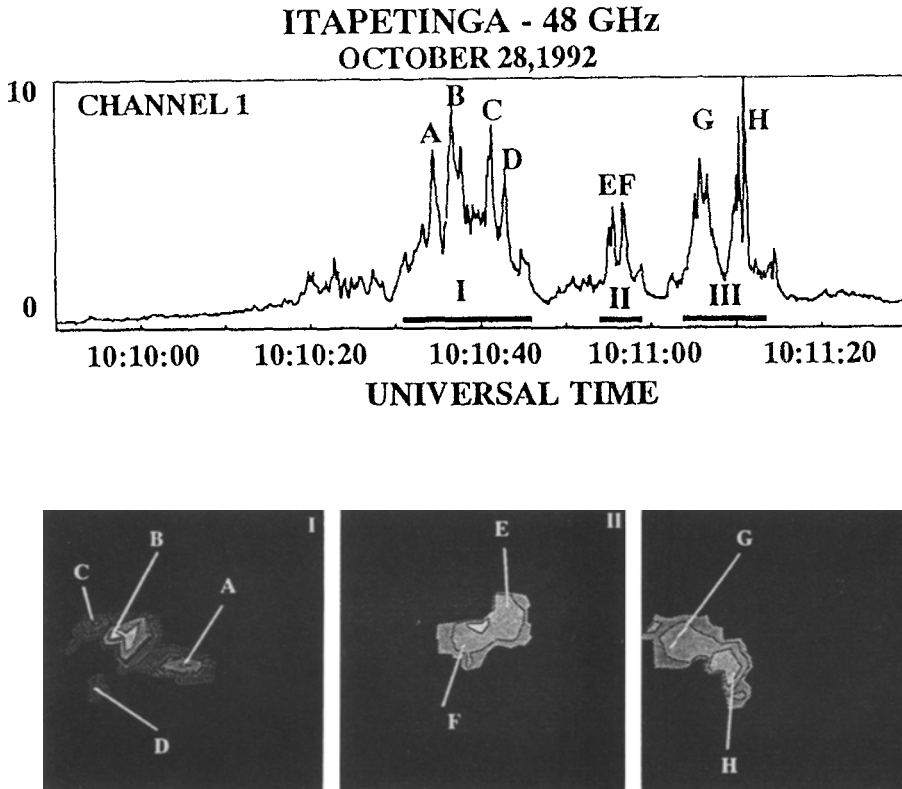 ITAPETINGA - 48 GHz
OCTOBER 28,1992
10
CHANNEL 1
A
B
C
D
EF
G
H
0
I
II
III
10:10:00 10:10:20 10:10:40 10:11:00 10:11:20
UNIVERSAL TIME
I
B
C
A
D
II
E
F
G
H